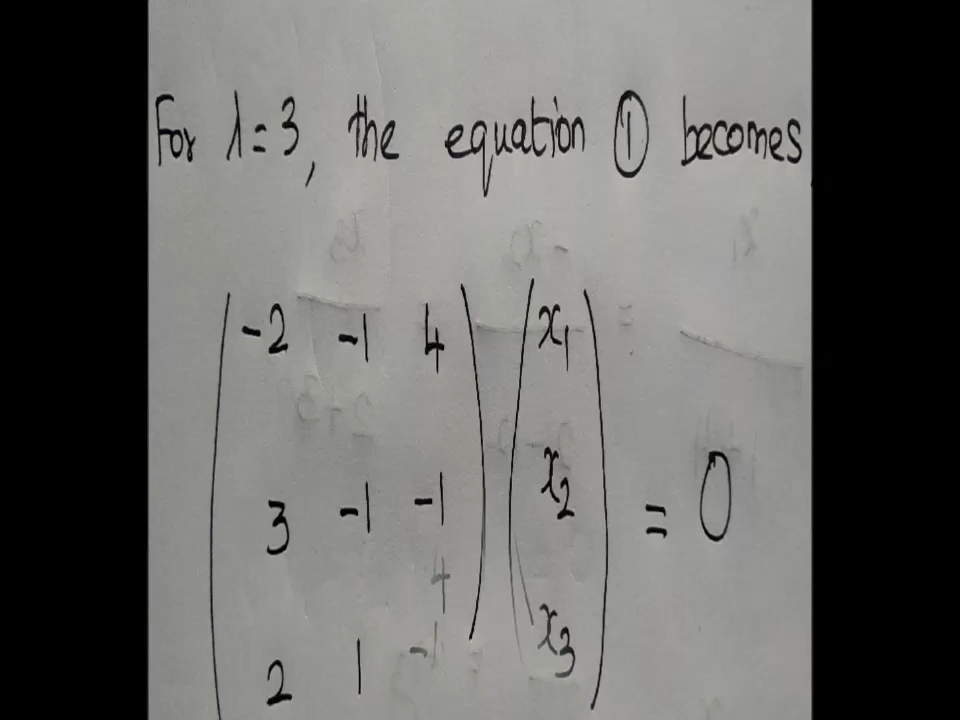 For λ=3, the equation ① becomes,
-2 -1 4 x₁
3 -1 -1 x₂ = 0
2 1 -1 x₃